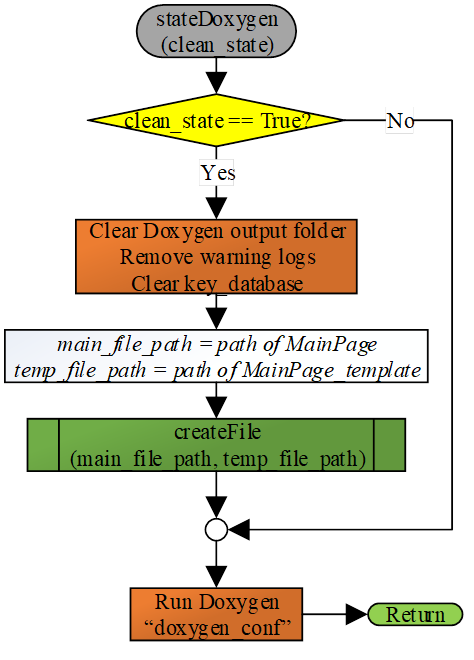 stateDoxygen
(clean_state)
clean_state == True?
No
Yes
Clear Doxygen output folder
Remove warning logs
Clear key_database
main_file_path = path of MainPage
temp_file_path = path of MainPage_template
createFile
(main_file_path, temp_file_path)
Run Doxygen
“doxygen_conf”
Return